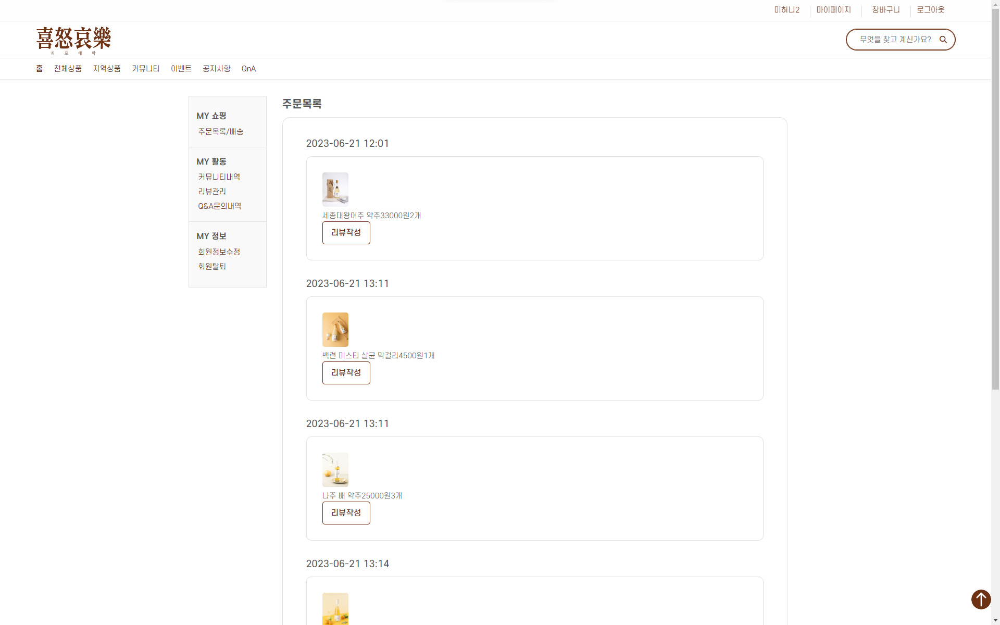 미혀니2 마이페이지 장바구니 로그아웃
喜怒哀樂
희로애락
무엇을 찾고 계신가요?
홈 전체상품 지역상품 커뮤니티 이벤트 공지사항 QnA
MY 쇼핑
주문목록/배송
MY 활동
커뮤니티내역
리뷰관리
Q&A문의내역
MY 정보
회원정보수정
회원탈퇴
주문목록
2023-06-21 12:01
세종대왕어주 약주33000원2개
리뷰작성
2023-06-21 13:11
백련 미스티 살균 막걸리4500원1개
리뷰작성
2023-06-21 13:11
나주 배 약주25000원3개
리뷰작성
2023-06-21 13:14